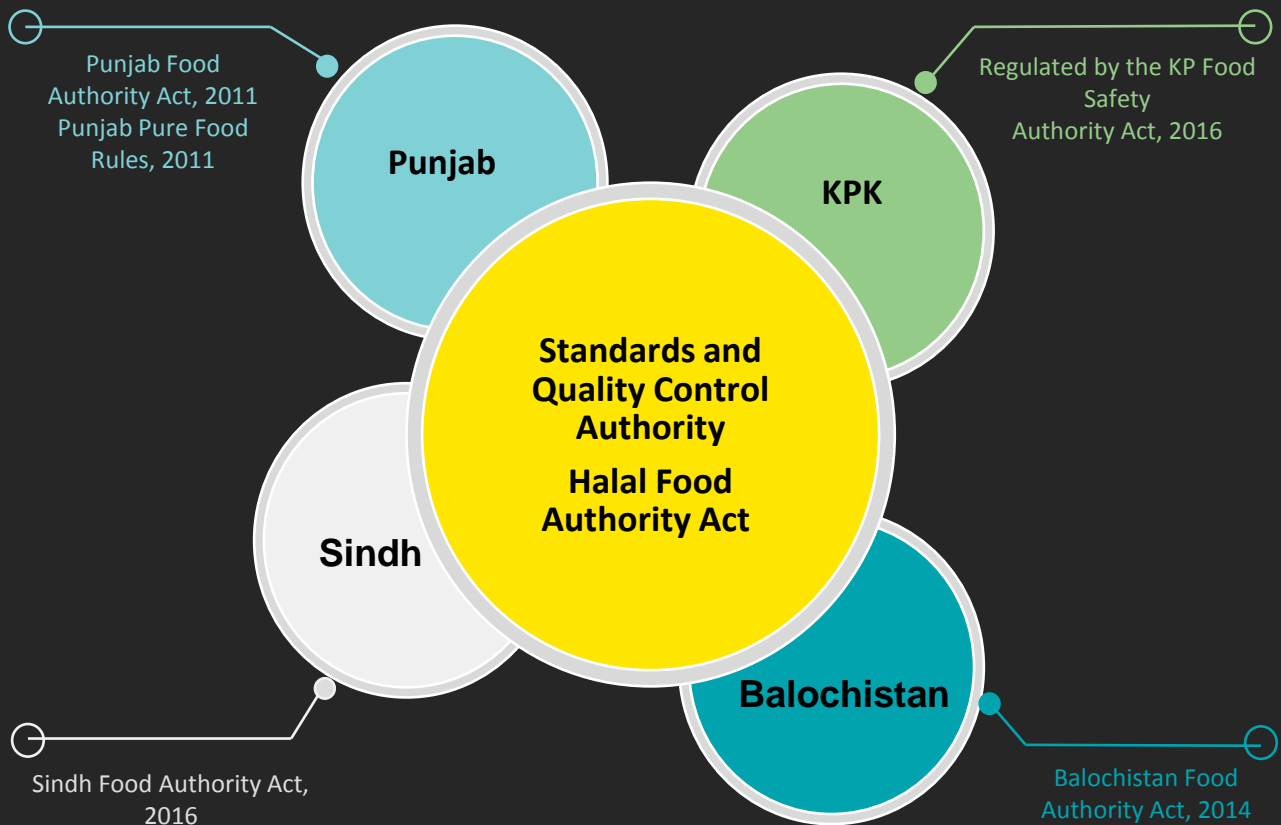 Punjab Food
Authority Act, 2011
Punjab Pure Food
Rules, 2011
Regulated by the KP Food
Safety
Authority Act, 2016
Punjab
KPK
Standards and
Quality Control
Authority
Halal Food
Authority Act
Sindh
Balochistan
Sindh Food Authority Act,
2016
Balochistan Food
Authority Act, 2014